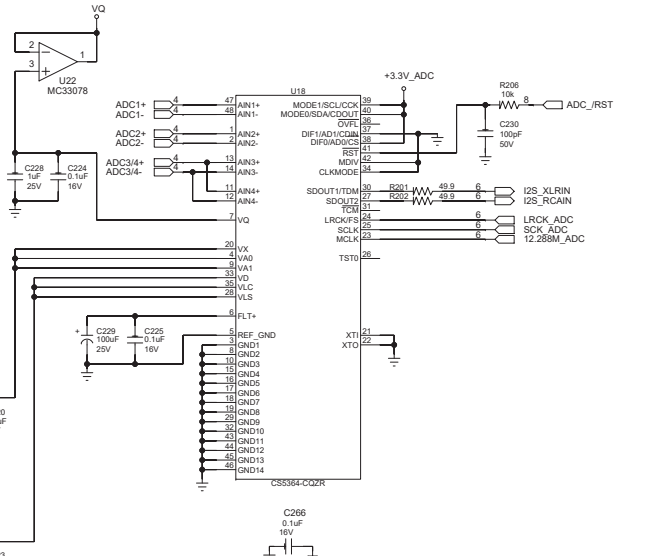 VQ
2
3
1
U22
MC33078
+3.3V_ADC
R206
10k
8
ADC_/RST
C230
100pF
50V
U18
ADC1+ 4 47 AIN1+
ADC1- 4 48 AIN1-
ADC2+ 4 1 AIN2+
ADC2- 4 2 AIN2-
ADC3/4+ 4 13 AIN3+
ADC3/4- 4 14 AIN3-
11 AIN4+
12 AIN4-
7 VQ
20 VX
4 VA0
9 VA1
33 VD
35 VLC
28 VLS
6 FLT+
5 REF_GND
3 GND1
8 GND2
10 GND3
15 GND4
16 GND5
17 GND6
18 GND7
19 GND8
29 GND9
32 GND10
43 GND11
44 GND12
45 GND13
46 GND14
MODE1/SCL/CCK 39
MODE0/SDA/CDOUT 40
OVFL 36
DIF1/AD1/CDIN 37
DIF0/AD0/CS 38
RST 41
MDIV 42
CLKMODE 34
SDOUT1/TDM 30 R201 49.9 6 I2S_XLRIN
SDOUT2 27 R202 49.9 6 I2S_RCAIN
TCM 31
LRCK/FS 24 6 LRCK_ADC
SCLK 25 6 SCK_ADC
MCLK 23 6 12.288M_ADC
TST0 26
XTI 21
XTO 22
CS5364-CQZR
C228
1uF
25V
C224
0.1uF
16V
+
C229
100uF
25V
C225
0.1uF
16V
C266
0.1uF
16V